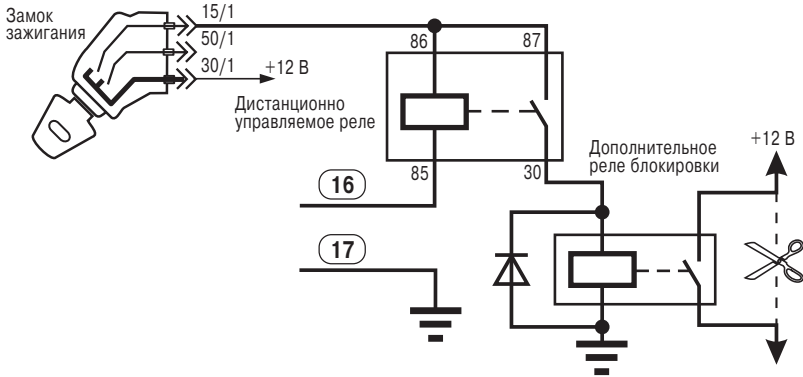 Замок
зажигания
15/1
50/1
30/1
+12 В
Дистанционно
управляемое реле
86
87
85
30
16
17
Дополнительное
реле блокировки
+12 В